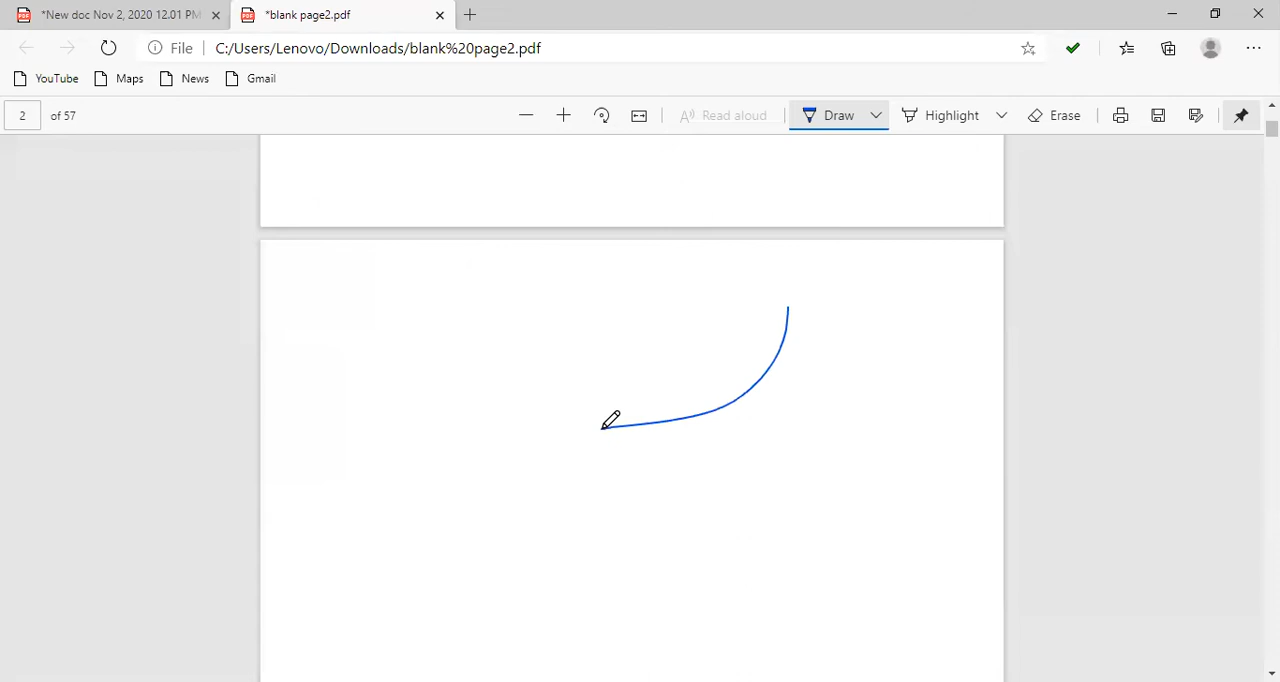 *New doc Nov 2, 2020 12.01 PM
*blank page2.pdf
File C:/Users/Lenovo/Downloads/blank%20page2.pdf
YouTube Maps News Gmail
2 of 57 Read aloud Draw Highlight Erase